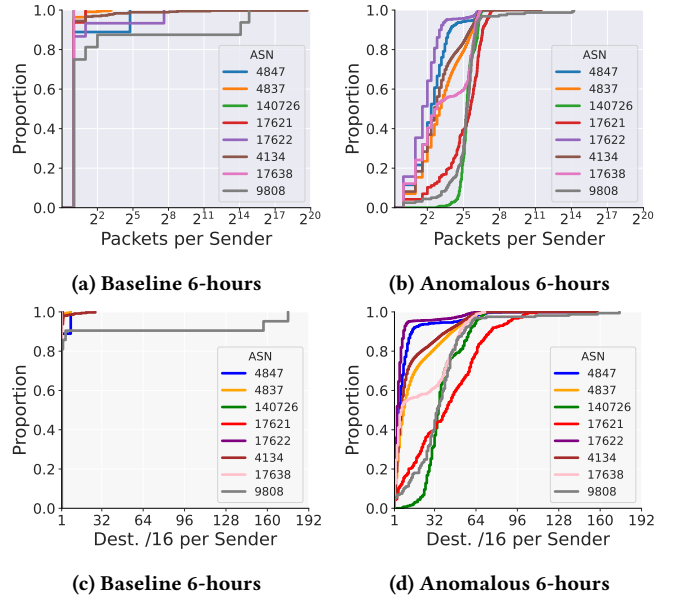 1.0
0.8
0.6
0.4
0.2
0.0
Proportion
ASN
4847
4837
140726
17621
17622
4134
17638
9808
2^2 2^5 2^8 2^11 2^14 2^17 2^20
Packets per Sender
(a) Baseline 6-hours
1.0
0.8
0.6
0.4
0.2
0.0
Proportion
ASN
4847
4837
140726
17621
17622
4134
17638
9808
2^2 2^5 2^8 2^11 2^14 2^17 2^20
Packets per Sender
(b) Anomalous 6-hours
1.0
0.8
0.6
0.4
0.2
0.0
Proportion
ASN
4847
4837
140726
17621
17622
4134
17638
9808
1 32 64 96 128 160 192
Dest. /16 per Sender
(c) Baseline 6-hours
1.0
0.8
0.6
0.4
0.2
0.0
Proportion
ASN
4847
4837
140726
17621
17622
4134
17638
9808
1 32 64 96 128 160 192
Dest. /16 per Sender
(d) Anomalous 6-hours